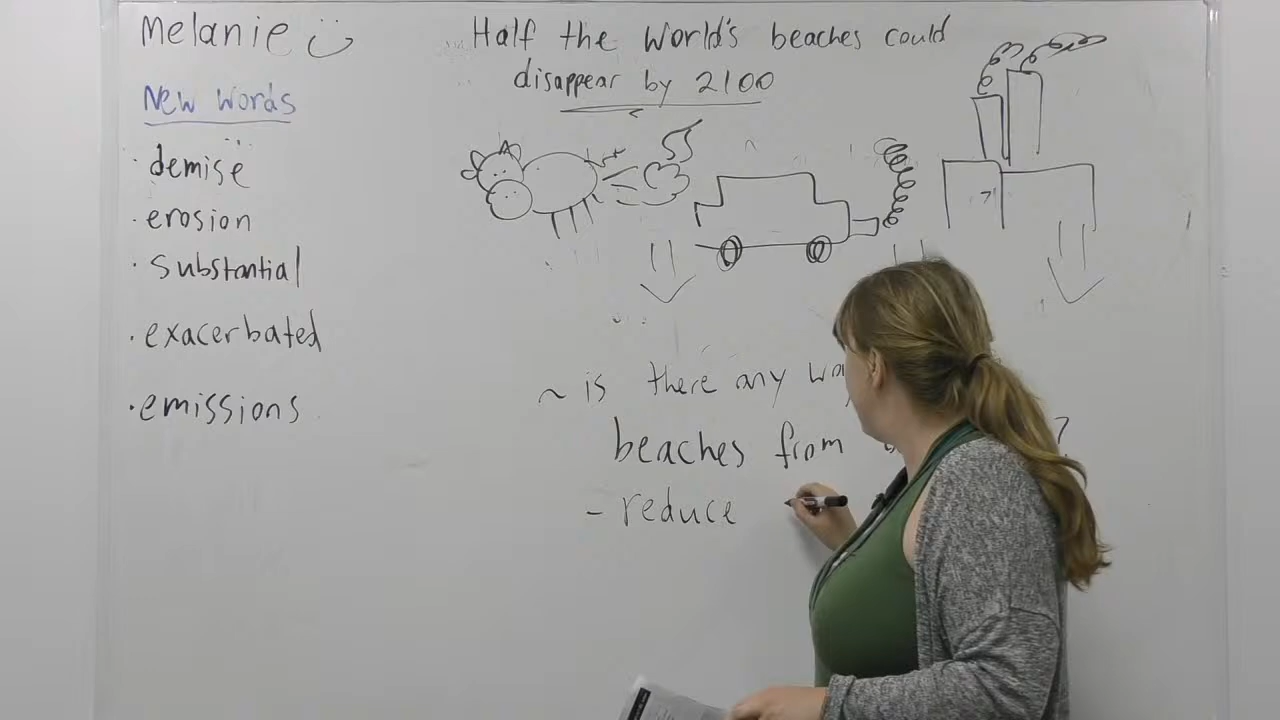 Melanie
New words
· demise
· erosion
· substantial
· exacerbated
· emissions
Half the world's beaches could
disappear by 2100
~ is there any
beaches from
?
- reduce